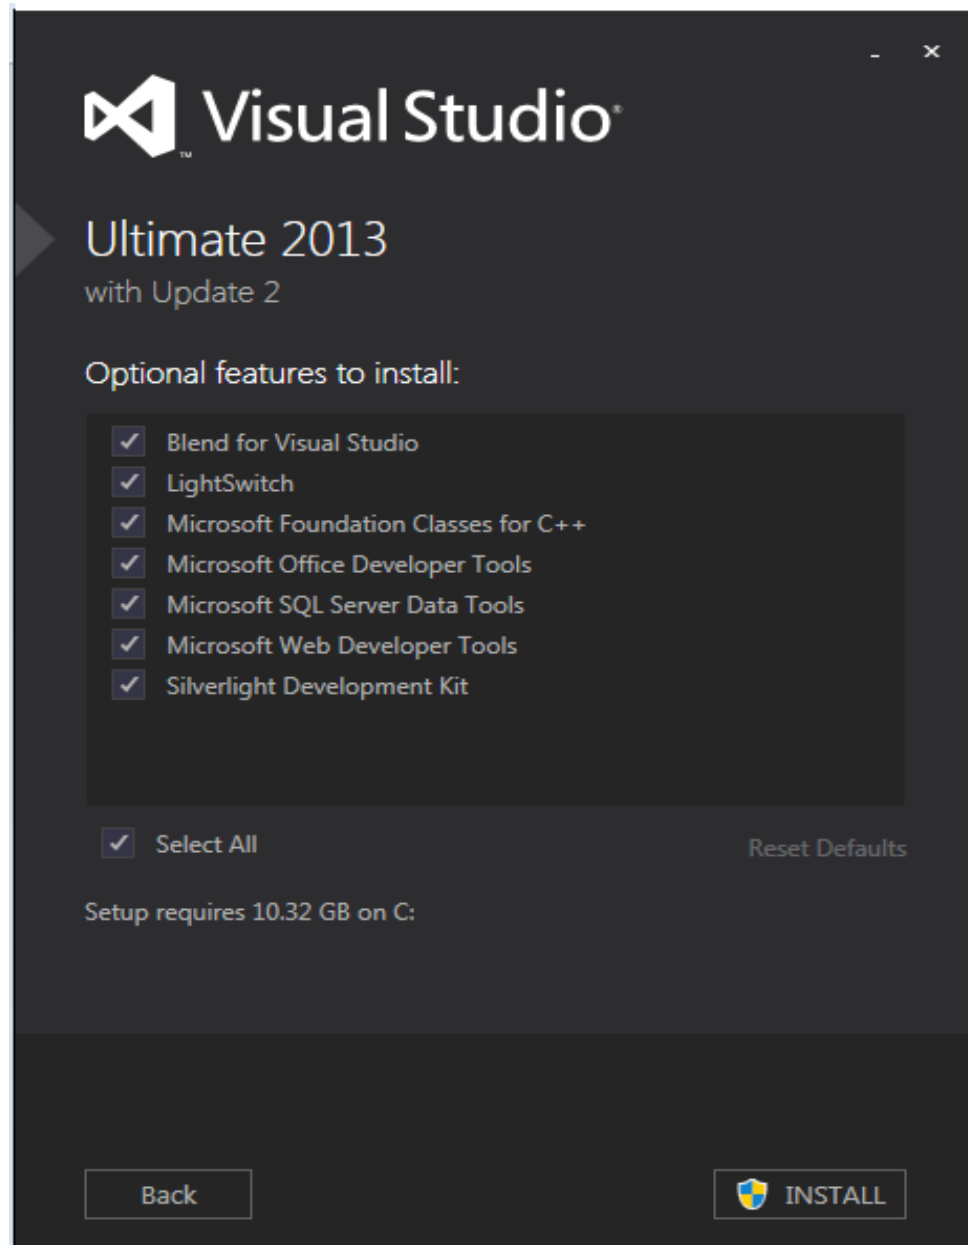 Visual Studio®
™
Ultimate 2013
with Update 2
Optional features to install:
Blend for Visual Studio
LightSwitch
Microsoft Foundation Classes for C++
Microsoft Office Developer Tools
Microsoft SQL Server Data Tools
Microsoft Web Developer Tools
Silverlight Development Kit
Select All
Reset Defaults
Setup requires 10.32 GB on C:
Back
INSTALL